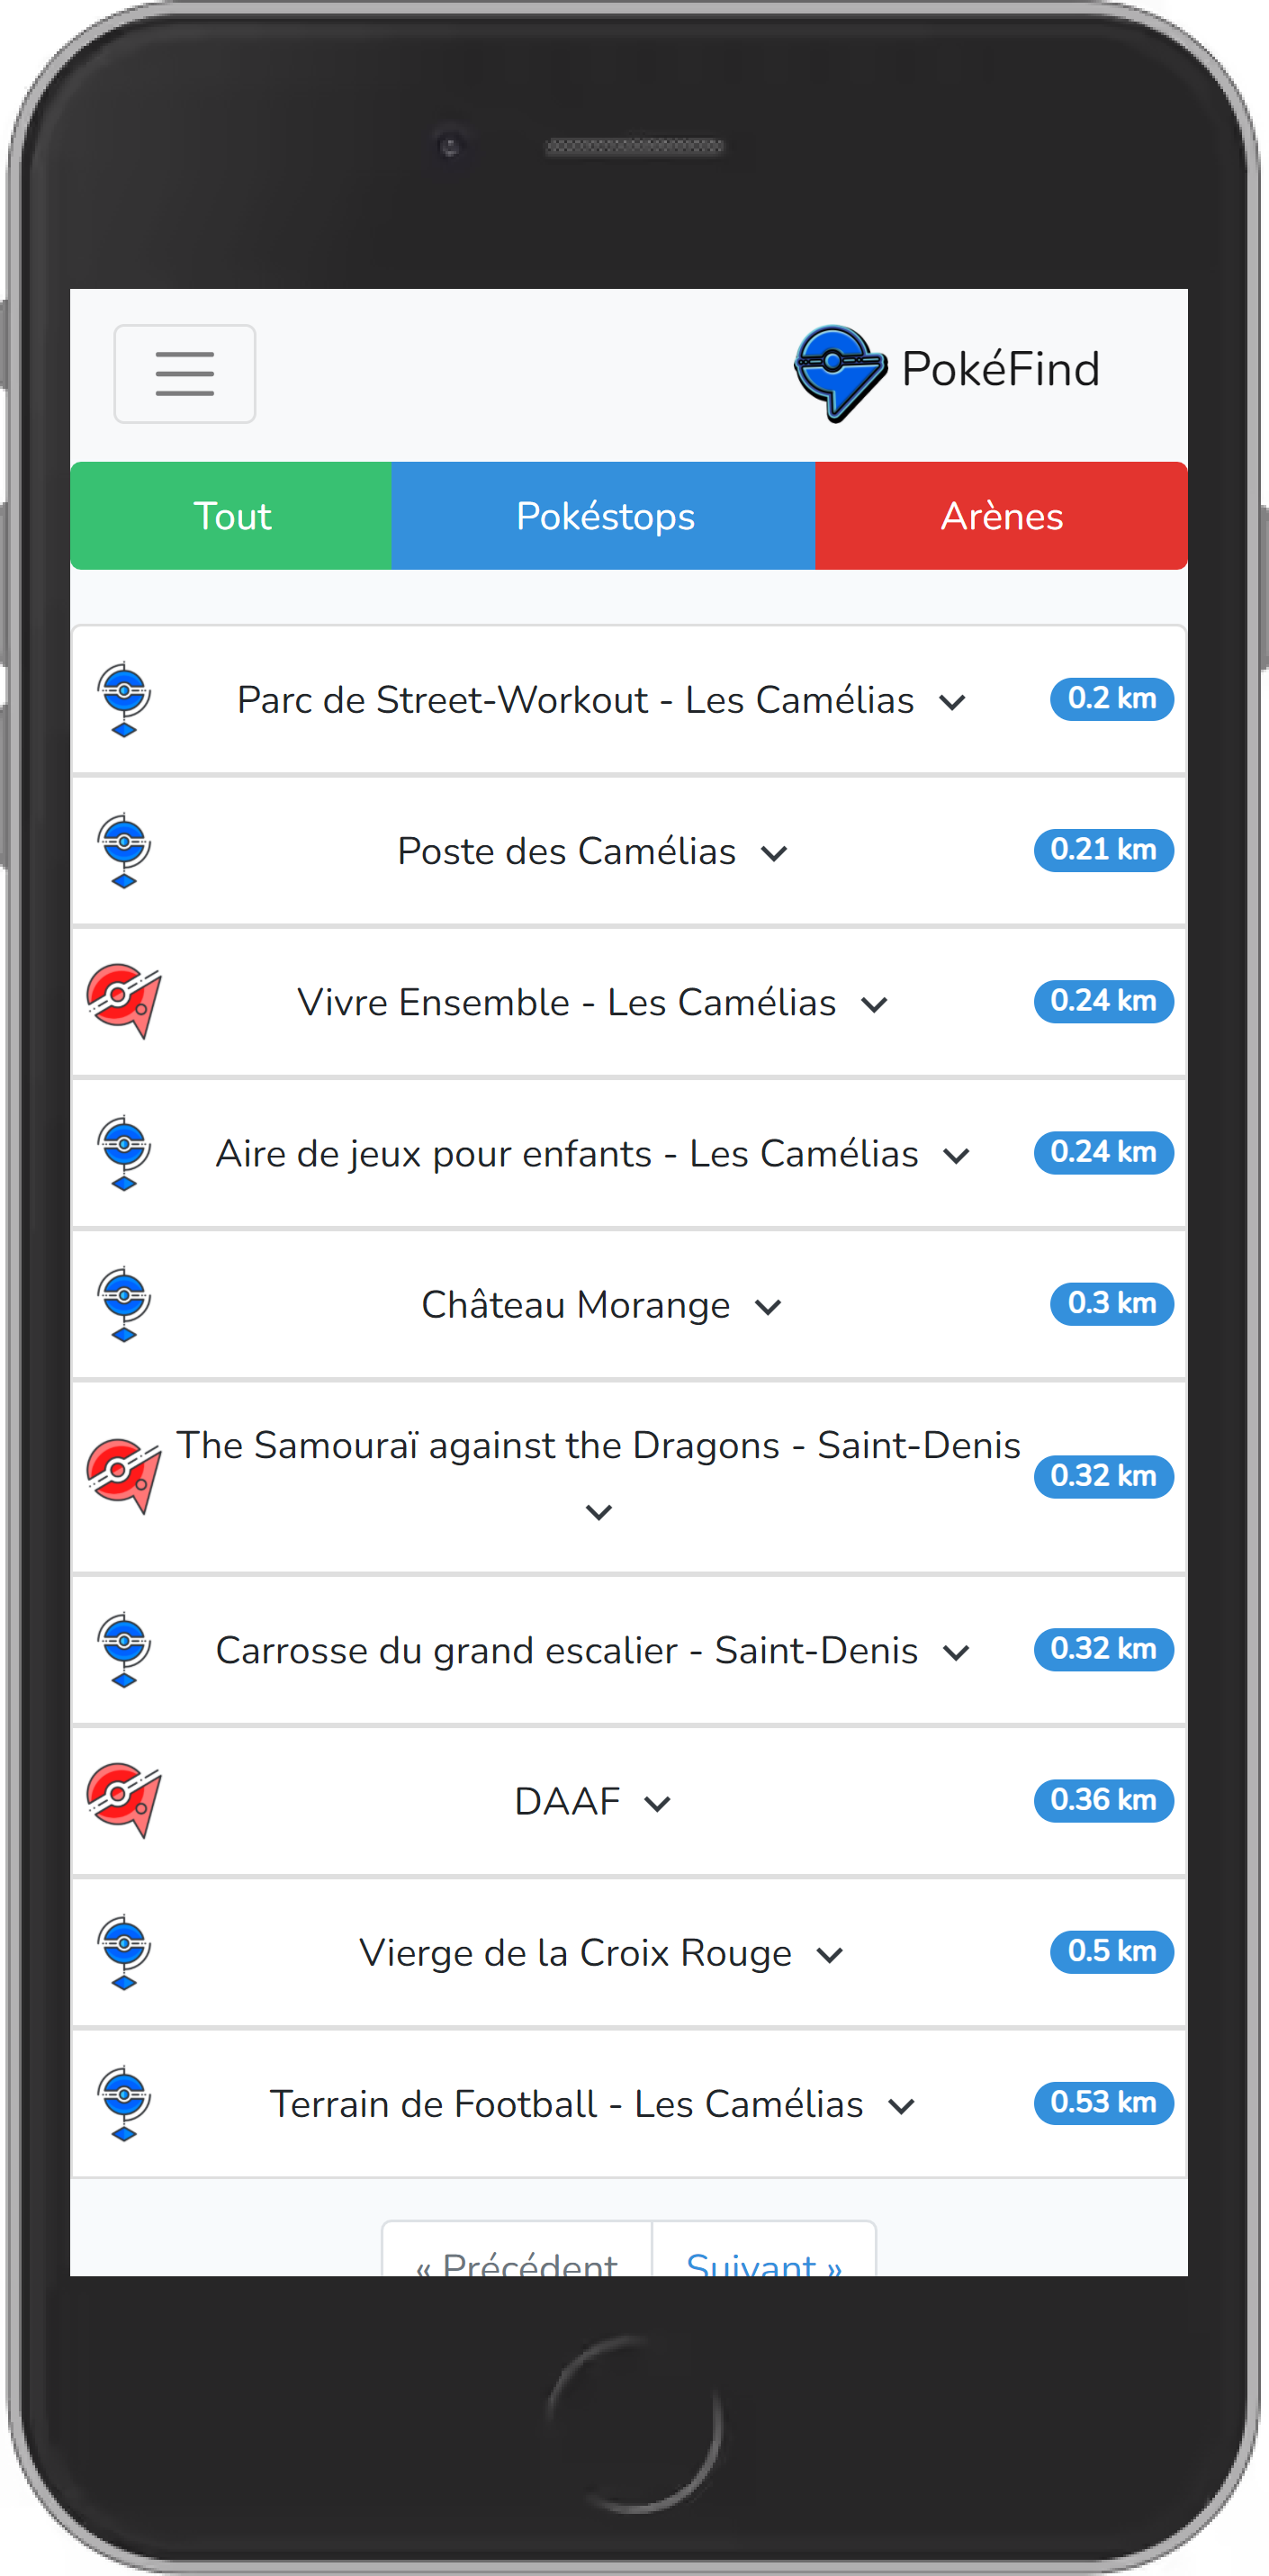 PokéFind
Tout
Pokéstops
Arènes
Parc de Street-Workout - Les Camélias
0.2 km
Poste des Camélias
0.21 km
Vivre Ensemble - Les Camélias
0.24 km
Aire de jeux pour enfants - Les Camélias
0.24 km
Château Morange
0.3 km
The Samouraï against the Dragons - Saint-Denis
0.32 km
Carrosse du grand escalier - Saint-Denis
0.32 km
DAAF
0.36 km
Vierge de la Croix Rouge
0.5 km
Terrain de Football - Les Camélias
0.53 km
« Précédent
Suivant »